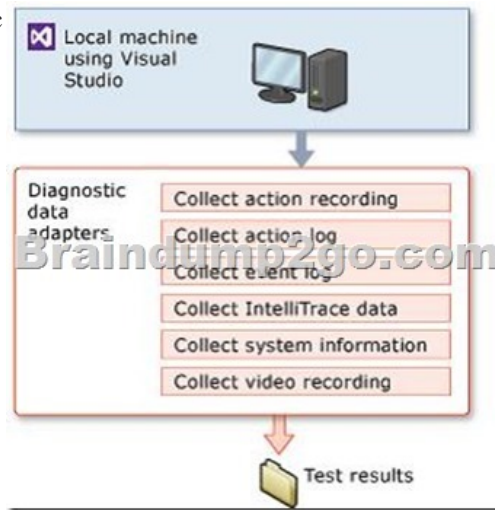 Local machine
using Visual
Studio
Diagnostic
data
adapters
Collect action recording
Collect action log
Collect event log
Collect IntelliTrace data
Collect system information
Collect video recording
Braindump2go.com
Test results